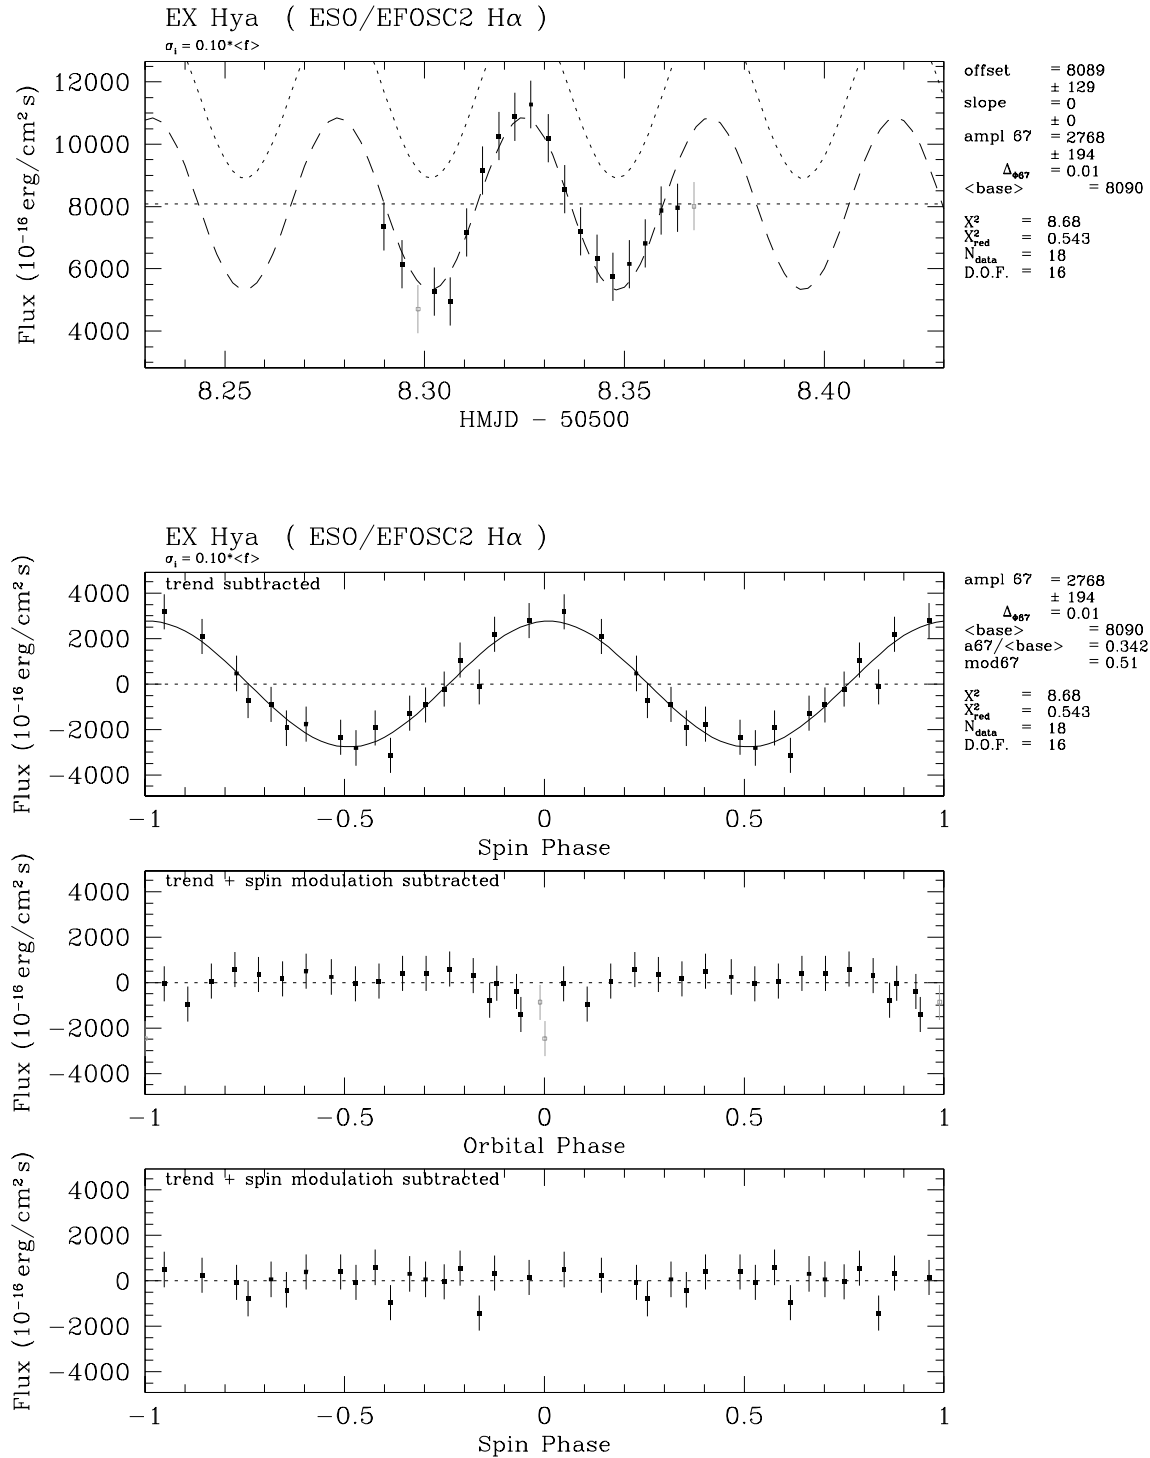 EX Hya ( ESO/EFOSC2 Hα )
σi = 0.10*<f>
12000
10000
8000
6000
4000
Flux (10−16 erg/cm2 s)
8.25 8.30 8.35 8.40
HMJD − 50500
offset = 8089
± 129
slope = 0
± 0
ampl 67 = 2768
± 194
ΔΦ67 = 0.01
<base> = 8090
X2 = 8.68
X2red = 0.543
Ndata = 18
D.O.F. = 16
EX Hya ( ESO/EFOSC2 Hα )
σi = 0.10*<f>
trend subtracted
4000
2000
0
−2000
−4000
Flux (10−16 erg/cm2 s)
−1 −0.5 0 0.5 1
Spin Phase
ampl 67 = 2768
± 194
ΔΦ67 = 0.01
<base> = 8090
a67/<base> = 0.342
mod67 = 0.51
X2 = 8.68
X2red = 0.543
Ndata = 18
D.O.F. = 16
trend + spin modulation subtracted
4000
2000
0
−2000
−4000
Flux (10−16 erg/cm2 s)
−1 −0.5 0 0.5 1
Orbital Phase
trend + spin modulation subtracted
4000
2000
0
−2000
−4000
Flux (10−16 erg/cm2 s)
−1 −0.5 0 0.5 1
Spin Phase